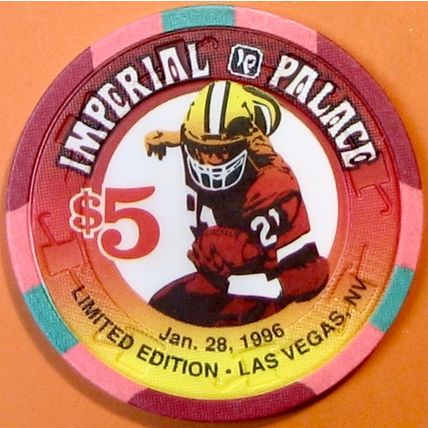 IMPERIAL IP PALACE
$5
21
Jan. 28, 1996
LIMITED EDITION - LAS VEGAS, NV